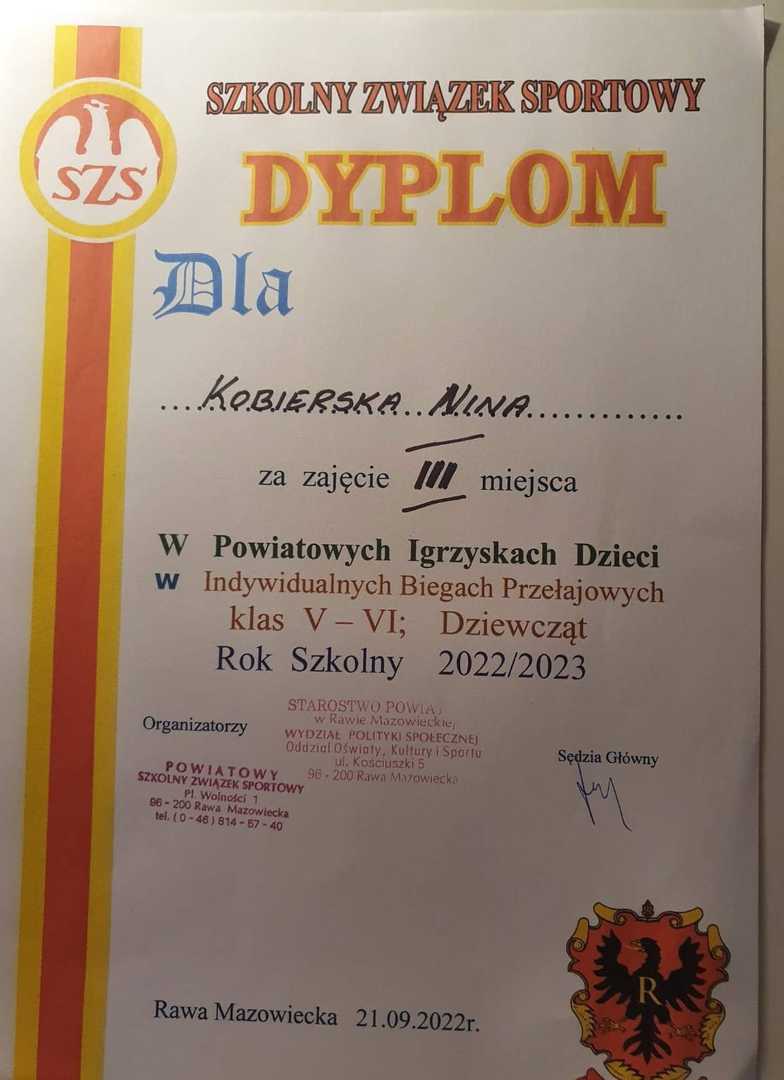 SZKOLNY ZWIĄZEK SPORTOWY
SZS
DYPLOM
Dla
....KOBIERSKA..NINA.............
za zajęcie III miejsca
W Powiatowych Igrzyskach Dzieci
w Indywidualnych Biegach Przełajowych
klas V – VI; Dziewcząt
Rok Szkolny 2022/2023
Organizatorzy
STAROSTWO
w Rawie Mazowieckiej
WYDZIAŁ POLITYKI SPOŁECZNEJ
Oddział Oświaty, Kultury i Sportu
ul. Kościuszki 5
96 - 200 Rawa Mazowiecka
POWIATOWY
SZKOLNY ZWIĄZEK SPORTOWY
Pl. Wolności 1
96 - 200 Rawa Mazowiecka
tel. ( 0 - 46 ) 814 - 57 - 40
Sędzia Główny
R
Rawa Mazowiecka 21.09.2022r.